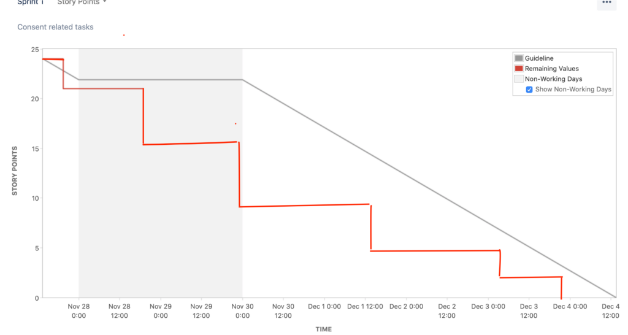 Sprint 1 Story Points
Consent related tasks
Guideline
Remaining Values
Non-Working Days
Show Non-Working Days
25
20
15
10
5
0
STORY POINTS
Nov 28 0:00
Nov 28 12:00
Nov 29 0:00
Nov 29 12:00
Nov 30 0:00
Nov 30 12:00
Dec 1 0:00
Dec 1 12:00
Dec 2 0:00
Dec 2 12:00
Dec 3 0:00
Dec 3 12:00
Dec 4 0:00
Dec 4 12:00
TIME